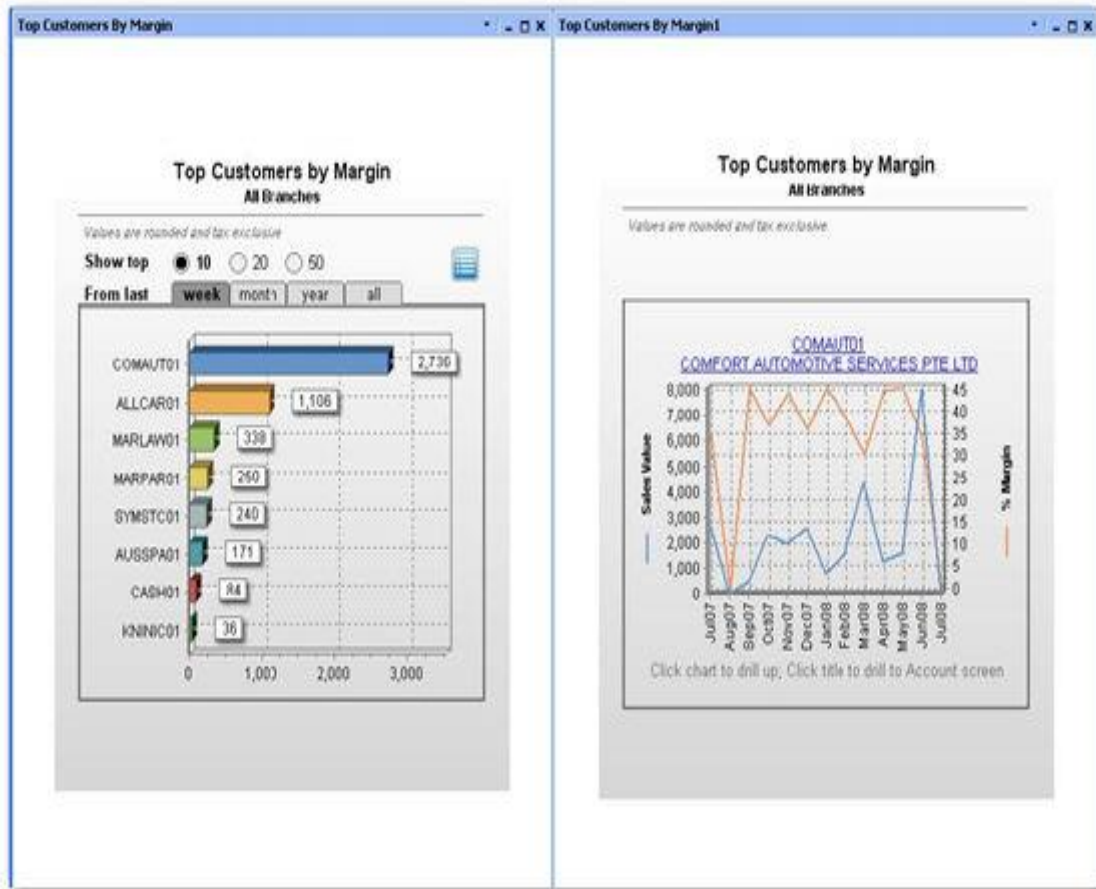 Top Customers By Margin
Top Customers by Margin
All Branches
Values are rounded and tax exclusive
Show top 10 20 50
From last week month year all
COMAUT01 2,730
ALLCAR01 1,106
MARLAW01 338
MARPAR01 260
SYMSTC01 240
AUSSPA01 171
CASH01 84
KNINIC01 36
0 1,000 2,000 3,000
Top Customers By Margin1
Top Customers by Margin
All Branches
Values are rounded and tax exclusive
COMAUT01
COMFORT AUTOMOTIVE SERVICES PTE LTD
Sales Value
8,000
7,000
6,000
5,000
4,000
3,000
2,000
1,000
0
45
40
35
30
25
20
15
10
5
0
% Margin
Jul07 Aug07 Sep07 Oct07 Nov07 Dec07 Jan08 Feb08 Mar08 Apr08 May08 Jun08 Jul08
Click chart to drill up; Click title to drill to Account screen